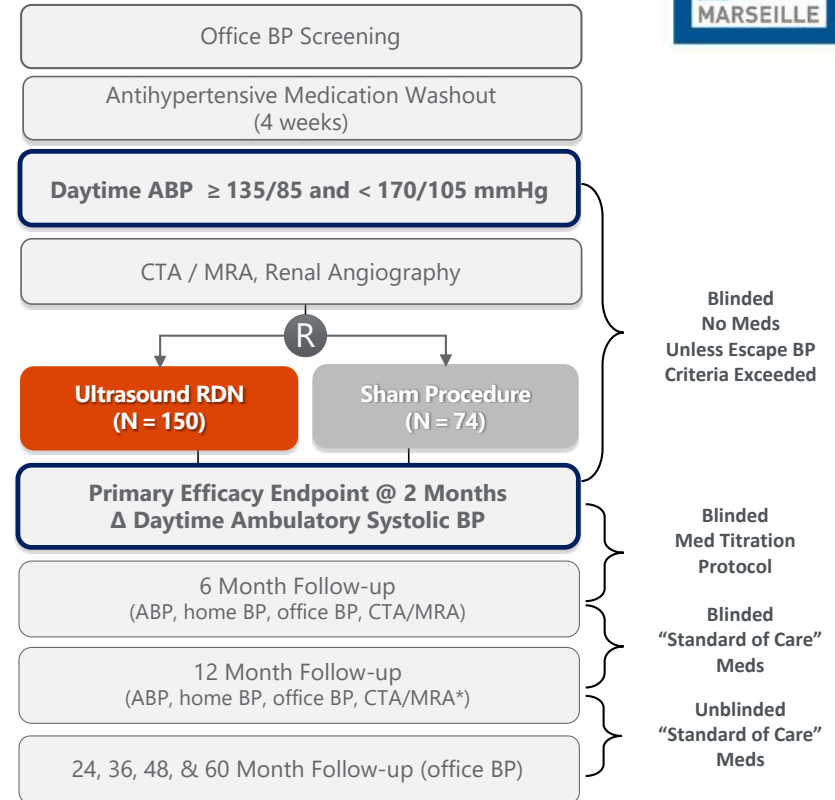 MARSEILLE
Office BP Screening
Antihypertensive Medication Washout
(4 weeks)
Daytime ABP ≥ 135/85 and < 170/105 mmHg
CTA / MRA, Renal Angiography
R
Ultrasound RDN
(N = 150)
Sham Procedure
(N = 74)
Blinded
No Meds
Unless Escape BP
Criteria Exceeded
Primary Efficacy Endpoint @ 2 Months
Δ Daytime Ambulatory Systolic BP
Blinded
Med Titration
Protocol
6 Month Follow-up
(ABP, home BP, office BP, CTA/MRA)
Blinded
“Standard of Care”
Meds
12 Month Follow-up
(ABP, home BP, office BP, CTA/MRA*)
Unblinded
“Standard of Care”
Meds
24, 36, 48, & 60 Month Follow-up (office BP)